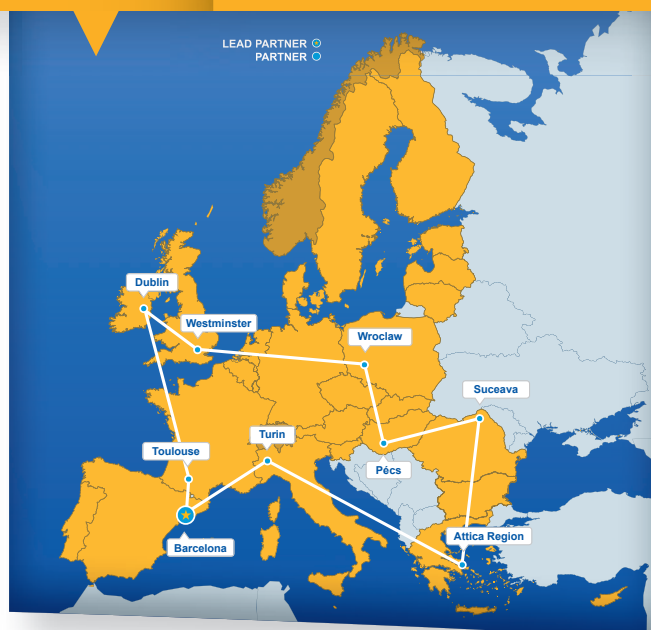 LEAD PARTNER
PARTNER
Dublin
Westminster
Wroclaw
Suceava
Turin
Toulouse
Pécs
Attica Region
Barcelona